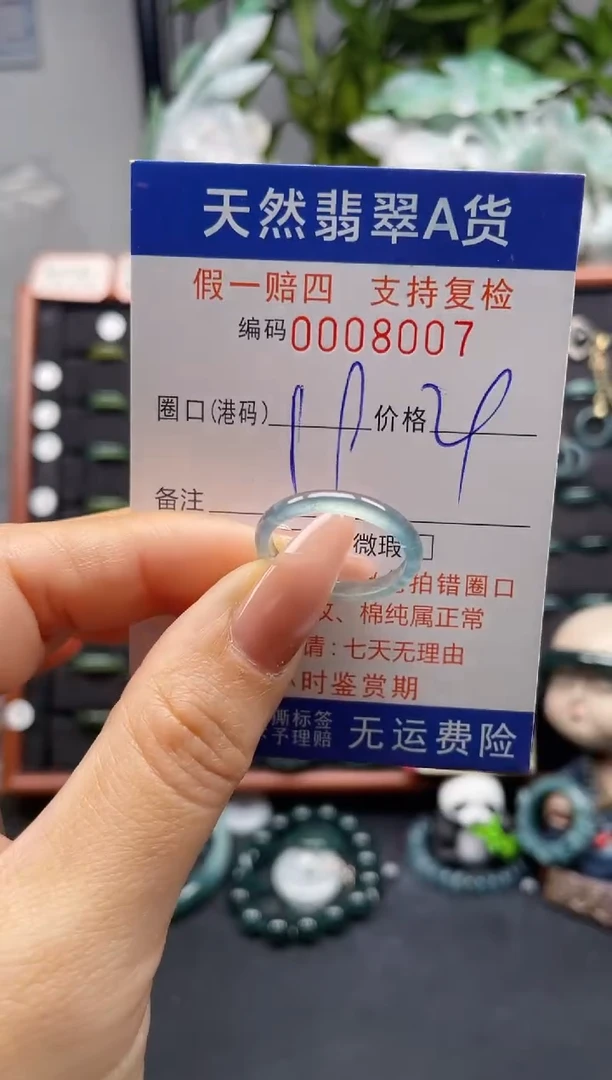 天然翡翠A货
假一赔四 支持复检
编码0008007
圈口(港码) 价格
备注
微瑕
拍错圈口
、棉纯属正常
请:七天无理由
时鉴赏期
撕标签
予理赔
无运费险